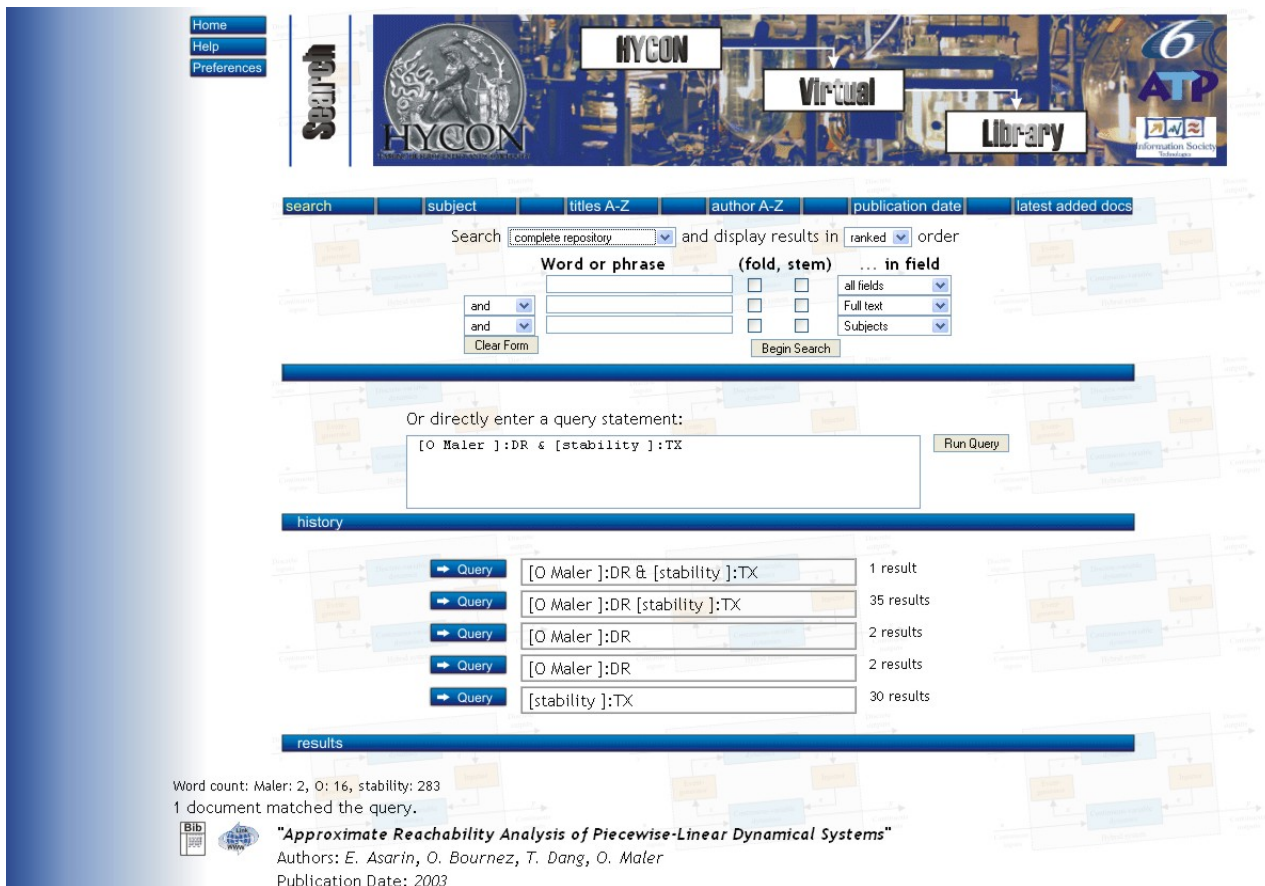 Home
Help
Preferences
Search
HYCON
HYCON
Virtual
Library
6
ATP
Information Society
Technologies
search subject titles A-Z author A-Z publication date latest added docs
Search complete repository and display results in ranked order
Word or phrase (fold, stem) ... in field
all fields
and Full text
and Subjects
Clear Form Begin Search
Or directly enter a query statement:
[O Maler ]:DR & [stability ]:TX Run Query
history
Query [O Maler ]:DR & [stability ]:TX 1 result
Query [O Maler ]:DR [stability ]:TX 35 results
Query [O Maler ]:DR 2 results
Query [O Maler ]:DR 2 results
Query [stability ]:TX 30 results
results
Word count: Maler: 2, O: 16, stability: 283
1 document matched the query.
Bib Link WWW "Approximate Reachability Analysis of Piecewise-Linear Dynamical Systems"
Authors: E. Asarin, O. Bournez, T. Dang, O. Maler
Publication Date: 2003